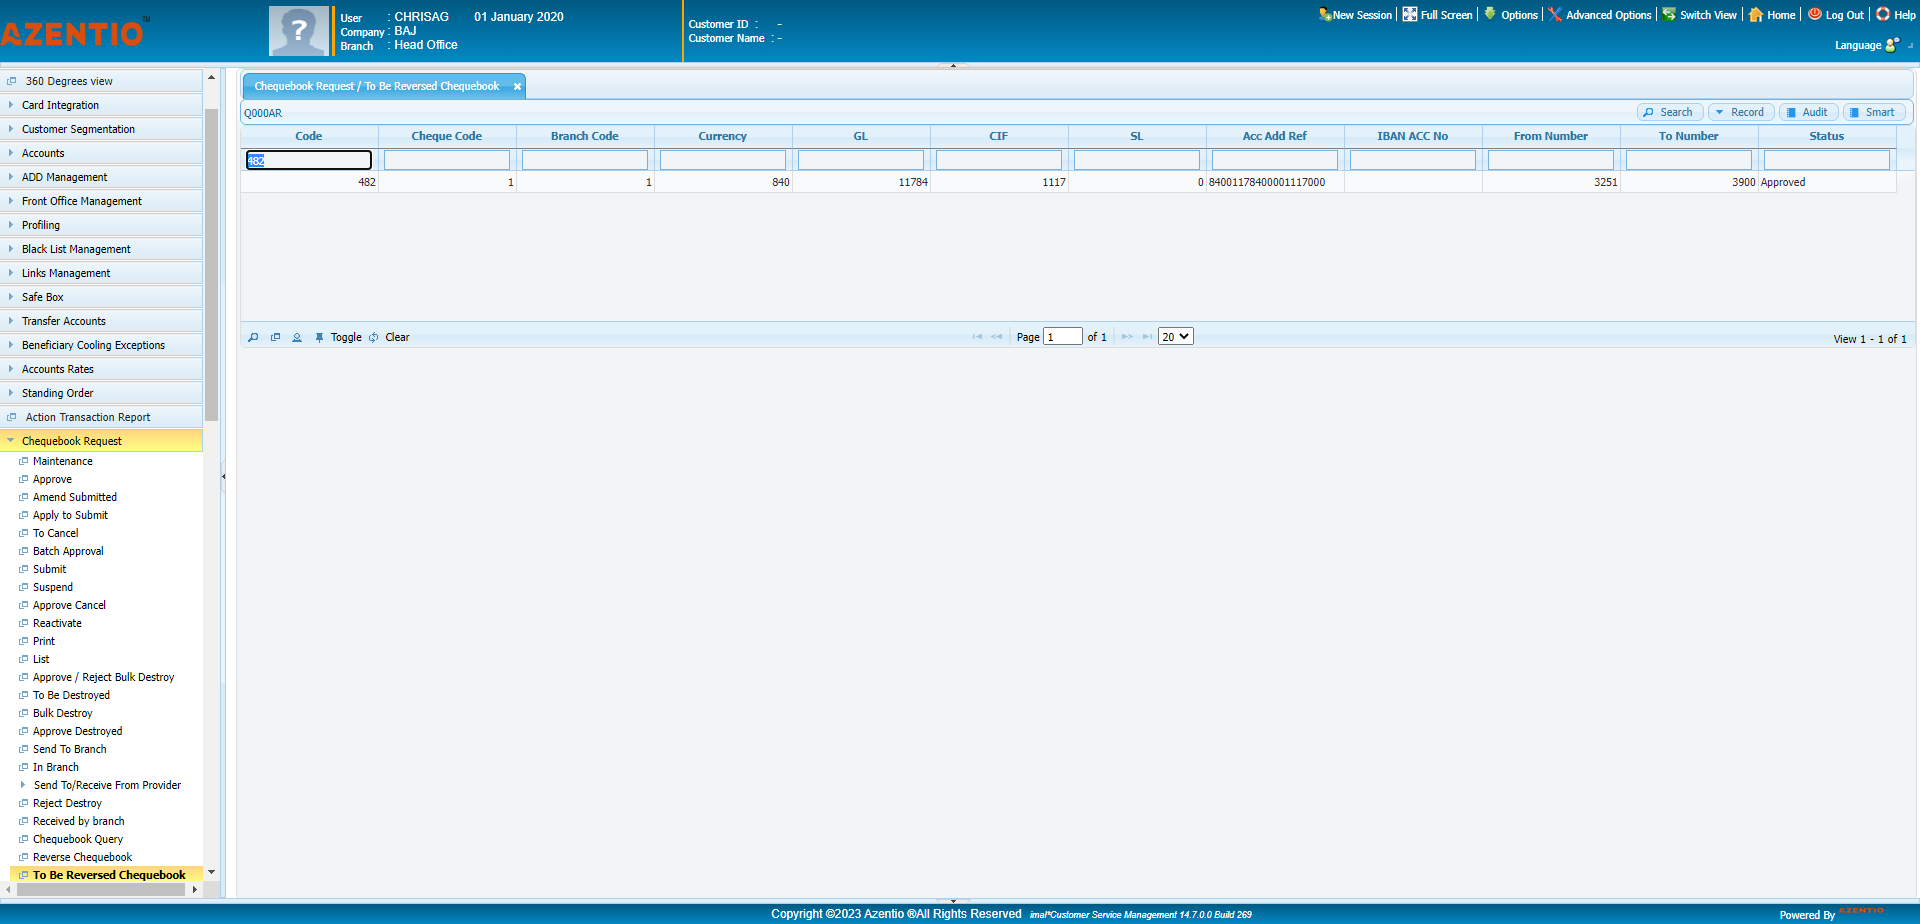 AZENTIO™
User : CHRISAG 01 January 2020
Company : BAJ
Branch : Head Office
Customer ID : -
Customer Name : -
New Session | Full Screen | Options | Advanced Options | Switch View | Home | Log Out | Help
Language
360 Degrees view
Card Integration
Customer Segmentation
Accounts
ADD Management
Front Office Management
Profiling
Black List Management
Links Management
Safe Box
Transfer Accounts
Beneficiary Cooling Exceptions
Accounts Rates
Standing Order
Action Transaction Report
Chequebook Request
Maintenance
Approve
Amend Submitted
Apply to Submit
To Cancel
Batch Approval
Submit
Suspend
Approve Cancel
Reactivate
Print
List
Approve / Reject Bulk Destroy
To Be Destroyed
Bulk Destroy
Approve Destroyed
Send To Branch
In Branch
Send To/Receive From Provider
Reject Destroy
Received by branch
Chequebook Query
Reverse Chequebook
To Be Reversed Chequebook
Chequebook Request / To Be Reversed Chequebook
Q000AR Search Record Audit Smart
Code Cheque Code Branch Code Currency GL CIF SL Acc Add Ref IBAN ACC No From Number To Number Status
482
482 1 1 840 11784 1117 0 84001178400001117000 3251 3900 Approved
Toggle Clear Page 1 of 1 20 View 1 - 1 of 1
Copyright ©2023 Azentio ®All Rights Reserved imal*Customer Service Management 14.7.0.0 Build 269
Powered By AZENTIO